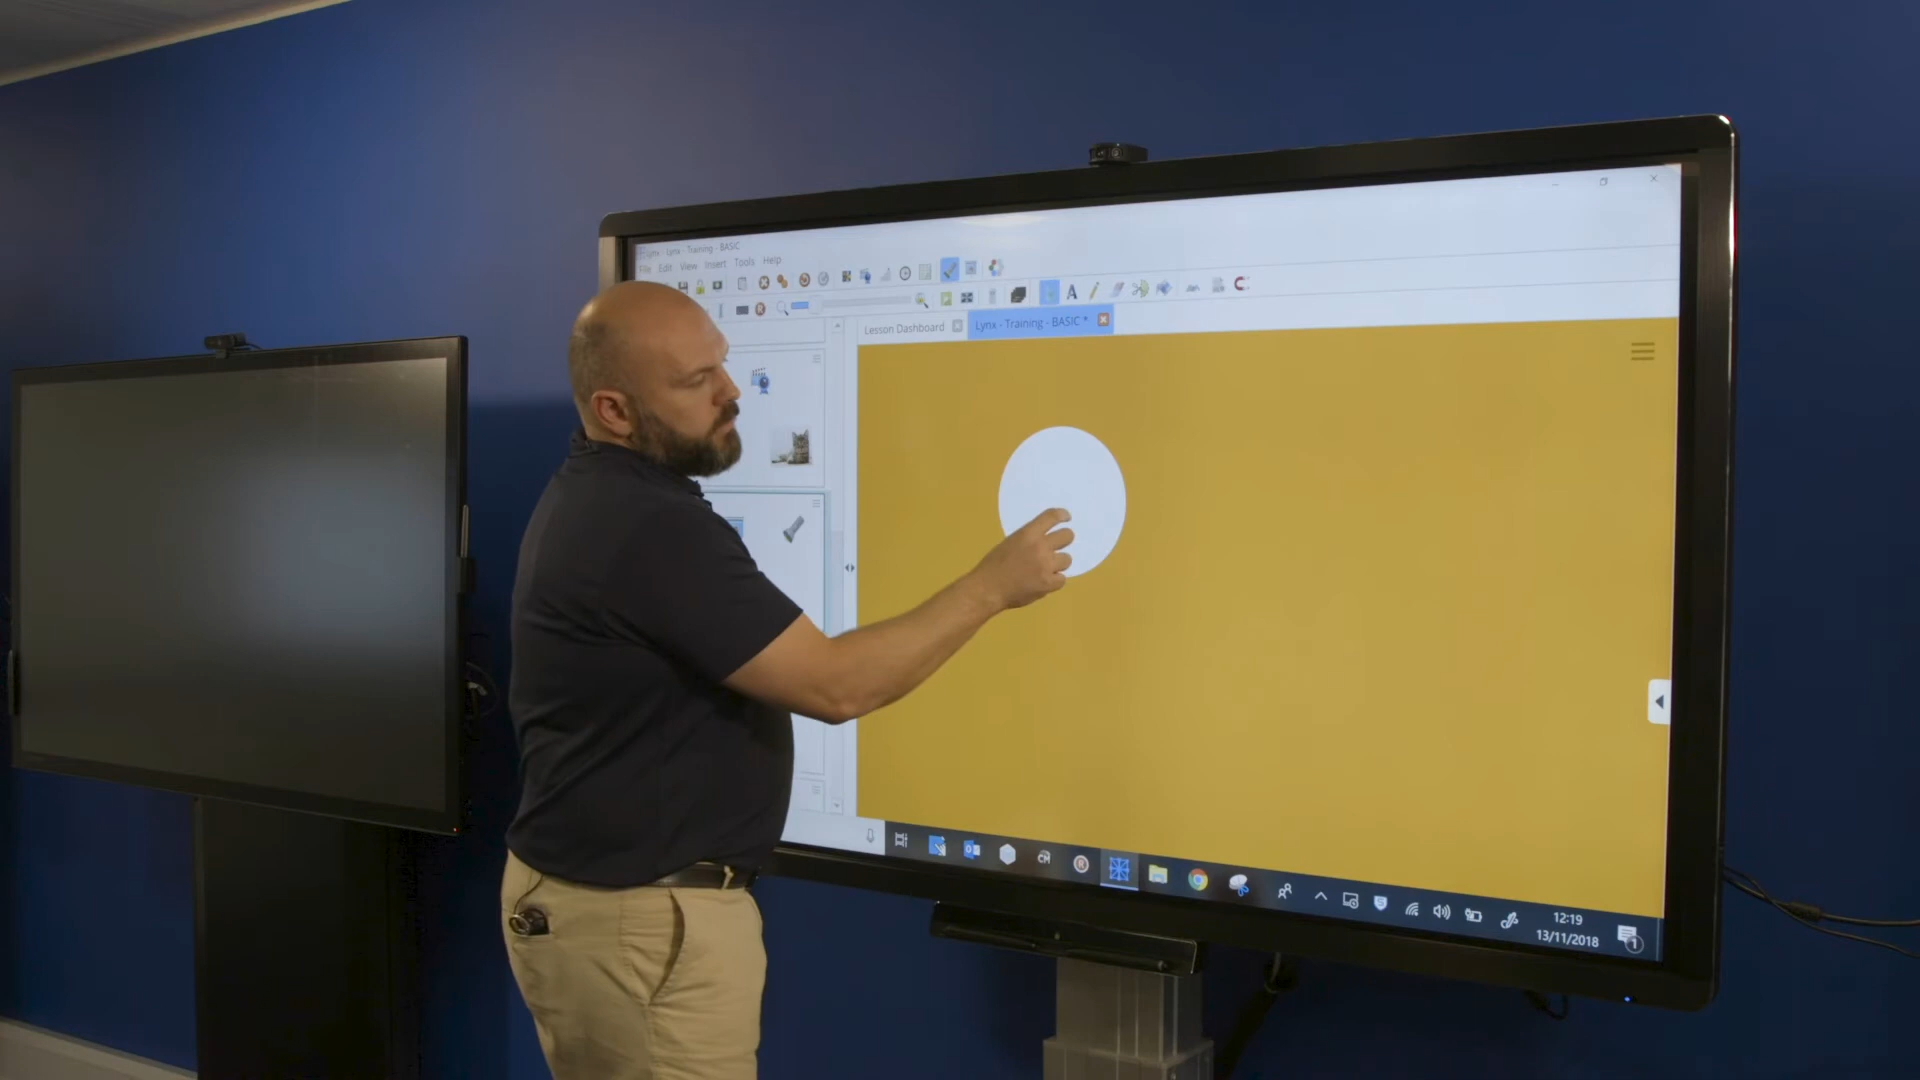 Lynx - Training - BASIC
File Edit View Insert Tools Help
Lesson Dashboard
Lynx - Training - BASIC *
12:19
13/11/2018
1